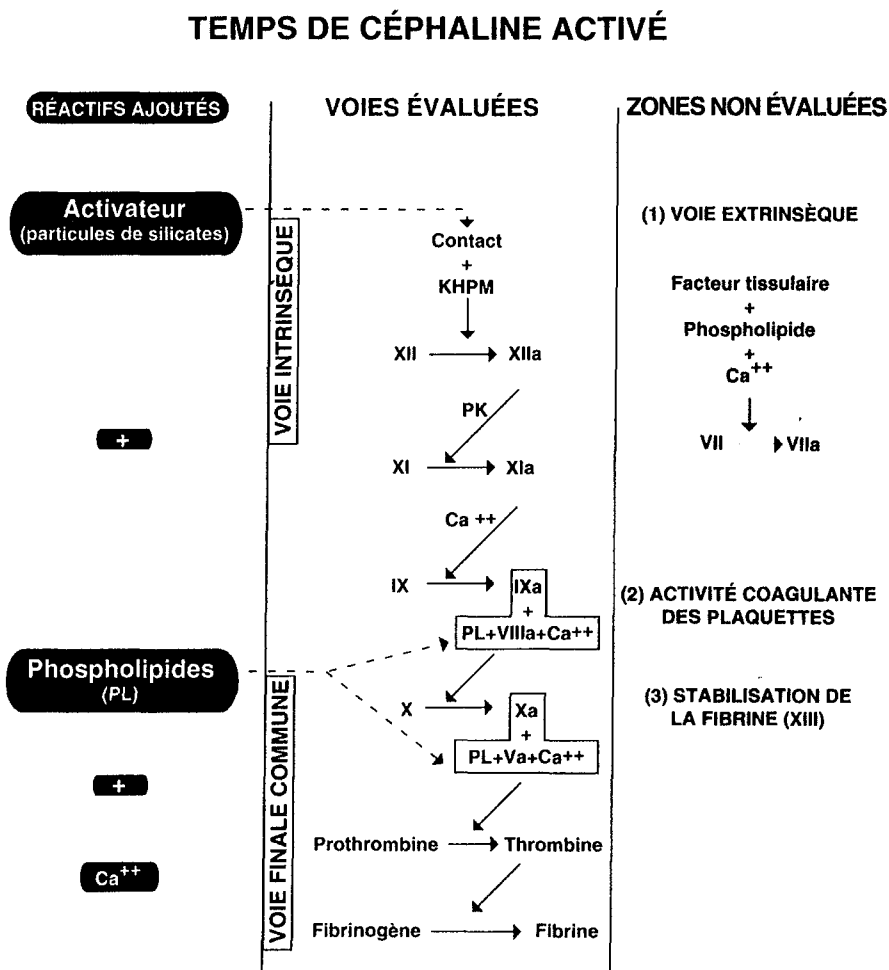 TEMPS DE CÉPHALINE ACTIVÉ
RÉACTIFS AJOUTÉS
Activateur
(particules de silicates)
+
Phospholipides
(PL)
+
Ca++
VOIES ÉVALUÉES
VOIE INTRINSÈQUE
Contact
+
KHPM
XII XIIa
PK
XI XIa
Ca ++
IX IXa
+
PL+VIIIa+Ca++
VOIE FINALE COMMUNE
X Xa
+
PL+Va+Ca++
Prothrombine Thrombine
Fibrinogène Fibrine
ZONES NON ÉVALUÉES
(1) VOIE EXTRINSÈQUE
Facteur tissulaire
+
Phospholipide
+
Ca++
VII VIIa
(2) ACTIVITÉ COAGULANTE
DES PLAQUETTES
(3) STABILISATION DE
LA FIBRINE (XIII)